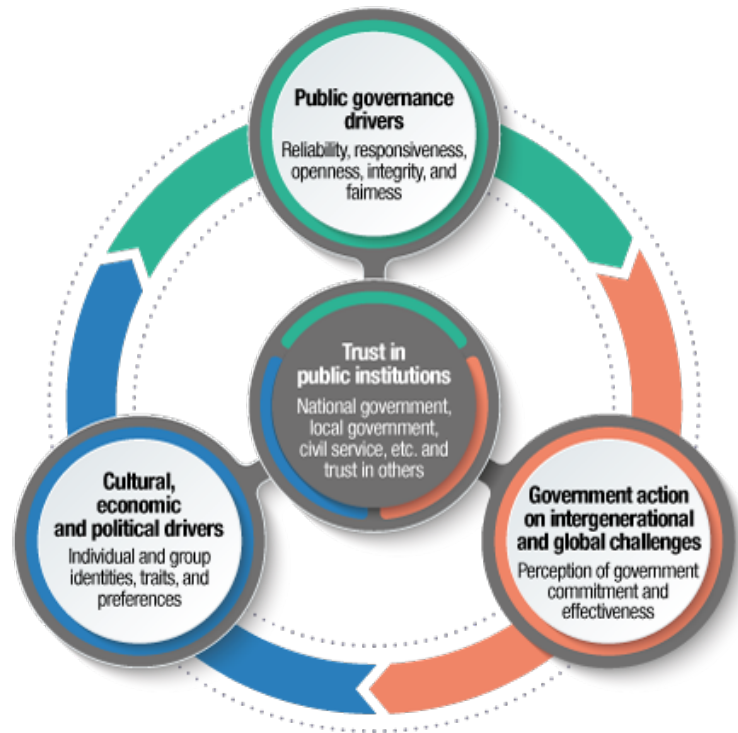 Public governance
drivers
Reliability, responsiveness,
openness, integrity, and
fairness
Trust in
public institutions
National government,
local government,
civil service, etc. and
trust in others
Cultural,
economic
and political drivers
Individual and group
identities, traits, and
preferences
Government action
on intergenerational
and global challenges
Perception of government
commitment and
effectiveness